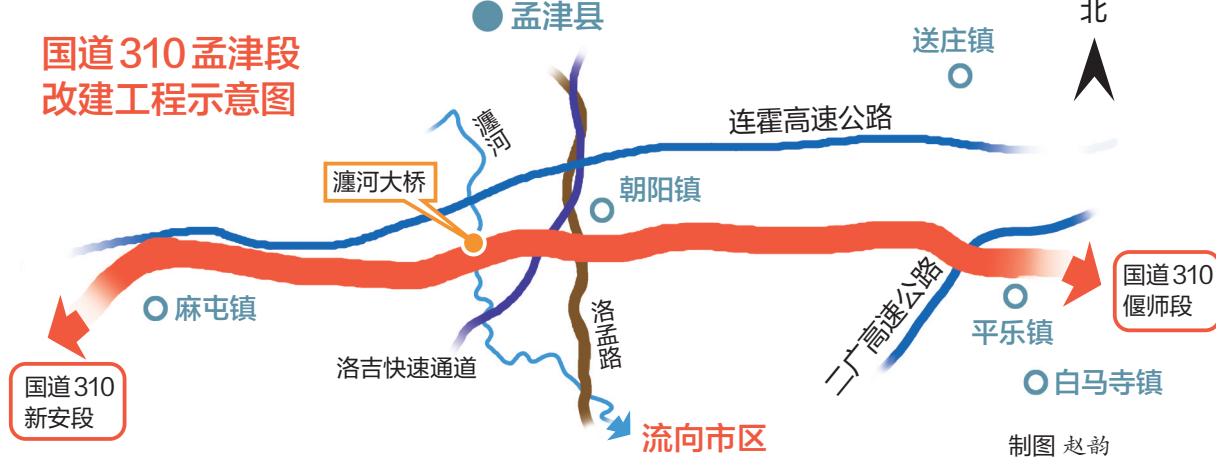 国道310孟津段
改建工程示意图
孟津县
北
送庄镇
瀍河
连霍高速公路
瀍河大桥
朝阳镇
麻屯镇
国道310
偃师段
二广高速公路
平乐镇
洛孟路
洛吉快速通道
国道310
新安段
白马寺镇
流向市区
制图 赵韵